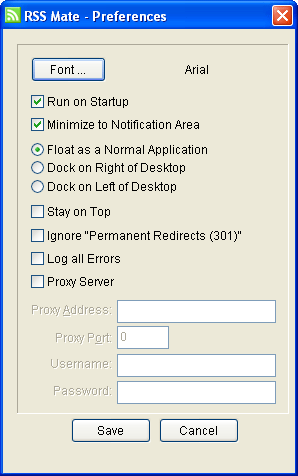 RSS Mate - Preferences
Font ... Arial
Run on Startup
Minimize to Notification Area
Float as a Normal Application
Dock on Right of Desktop
Dock on Left of Desktop
Stay on Top
Ignore "Permanent Redirects (301)"
Log all Errors
Proxy Server
Proxy Address:
Proxy Port: 0
Username:
Password:
Save Cancel